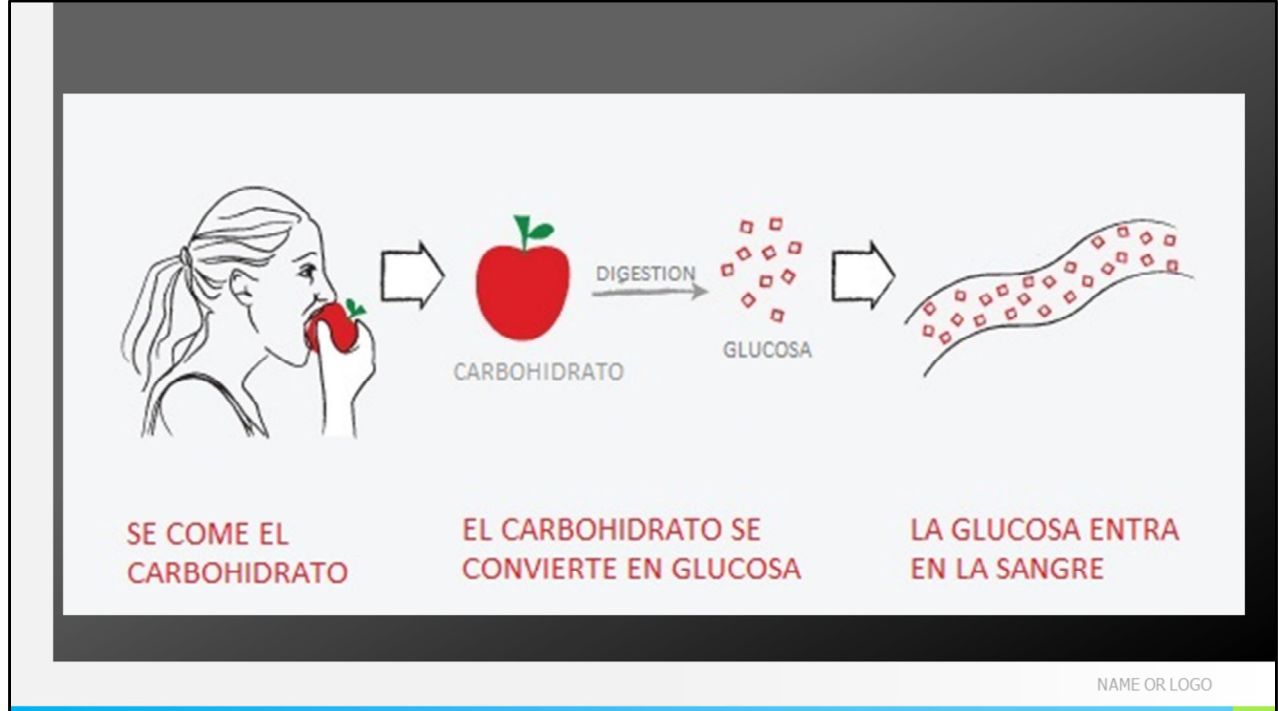 DIGESTION
GLUCOSA
CARBOHIDRATO
SE COME EL
CARBOHIDRATO
EL CARBOHIDRATO SE
CONVIERTE EN GLUCOSA
LA GLUCOSA ENTRA
EN LA SANGRE
NAME OR LOGO